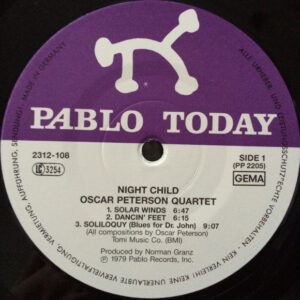 MADE IN GERMANY
PABLO TODAY
2312-108
LC 3254
SIDE 1
(PP 2205)
GEMA
NIGHT CHILD
OSCAR PETERSON QUARTET
1. SOLAR WINDS 6:47
2. DANCIN' FEET 6:15
3. SOLILOQUY (Blues for Dr. John) 9:07
(All compositions by Oscar Peterson)
Tomi Music Co. (BMI)
Produced by Norman Granz
℗ 1979 Pablo Records, Inc.
ALLE URHEBER- UND
VORBEHALTEN · KEIN VERLEIH! KEINE UNERLAUBTE VERVIELFÄLTIGUNG, VERMIETUNG, AUFFÜHRUNG, SENDUNG!